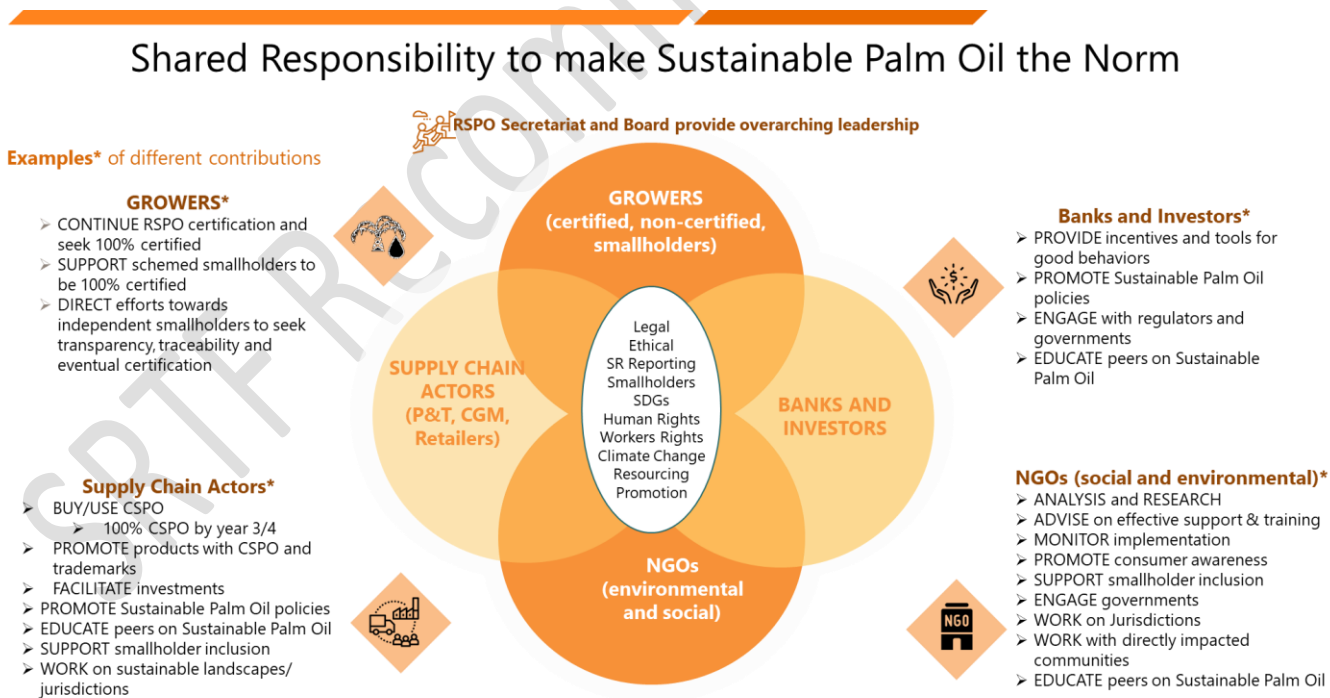 Shared Responsibility to make Sustainable Palm Oil the Norm
RSPO Secretariat and Board provide overarching leadership
Examples* of different contributions
GROWERS*
➢ CONTINUE RSPO certification and
seek 100% certified
➢ SUPPORT schemed smallholders to
be 100% certified
➢ DIRECT efforts towards
independent smallholders to seek
transparency, traceability and
eventual certification
Supply Chain Actors*
➢ BUY/USE CSPO
➢ 100% CSPO by year 3/4
➢ PROMOTE products with CSPO and
trademarks
➢ FACILITATE investments
➢ PROMOTE Sustainable Palm Oil policies
➢ EDUCATE peers on Sustainable Palm Oil
➢ SUPPORT smallholder inclusion
➢ WORK on sustainable landscapes/
jurisdictions
GROWERS
(certified, non-certified,
smallholders)
SUPPLY CHAIN
ACTORS
(P&T, CGM,
Retailers)
Legal
Ethical
SR Reporting
Smallholders
SDGs
Human Rights
Workers Rights
Climate Change
Resourcing
Promotion
BANKS AND
INVESTORS
NGOs
(environmental
and social)
Banks and Investors*
➢ PROVIDE incentives and tools for
good behaviors
➢ PROMOTE Sustainable Palm Oil
policies
➢ ENGAGE with regulators and
governments
➢ EDUCATE peers on Sustainable
Palm Oil
NGOs (social and environmental)*
➢ ANALYSIS and RESEARCH
➢ ADVISE on effective support & training
➢ MONITOR implementation
➢ PROMOTE consumer awareness
➢ SUPPORT smallholder inclusion
➢ ENGAGE governments
➢ WORK on Jurisdictions
➢ WORK with directly impacted
communities
➢ EDUCATE peers on Sustainable Palm Oil
NGO
SRTF